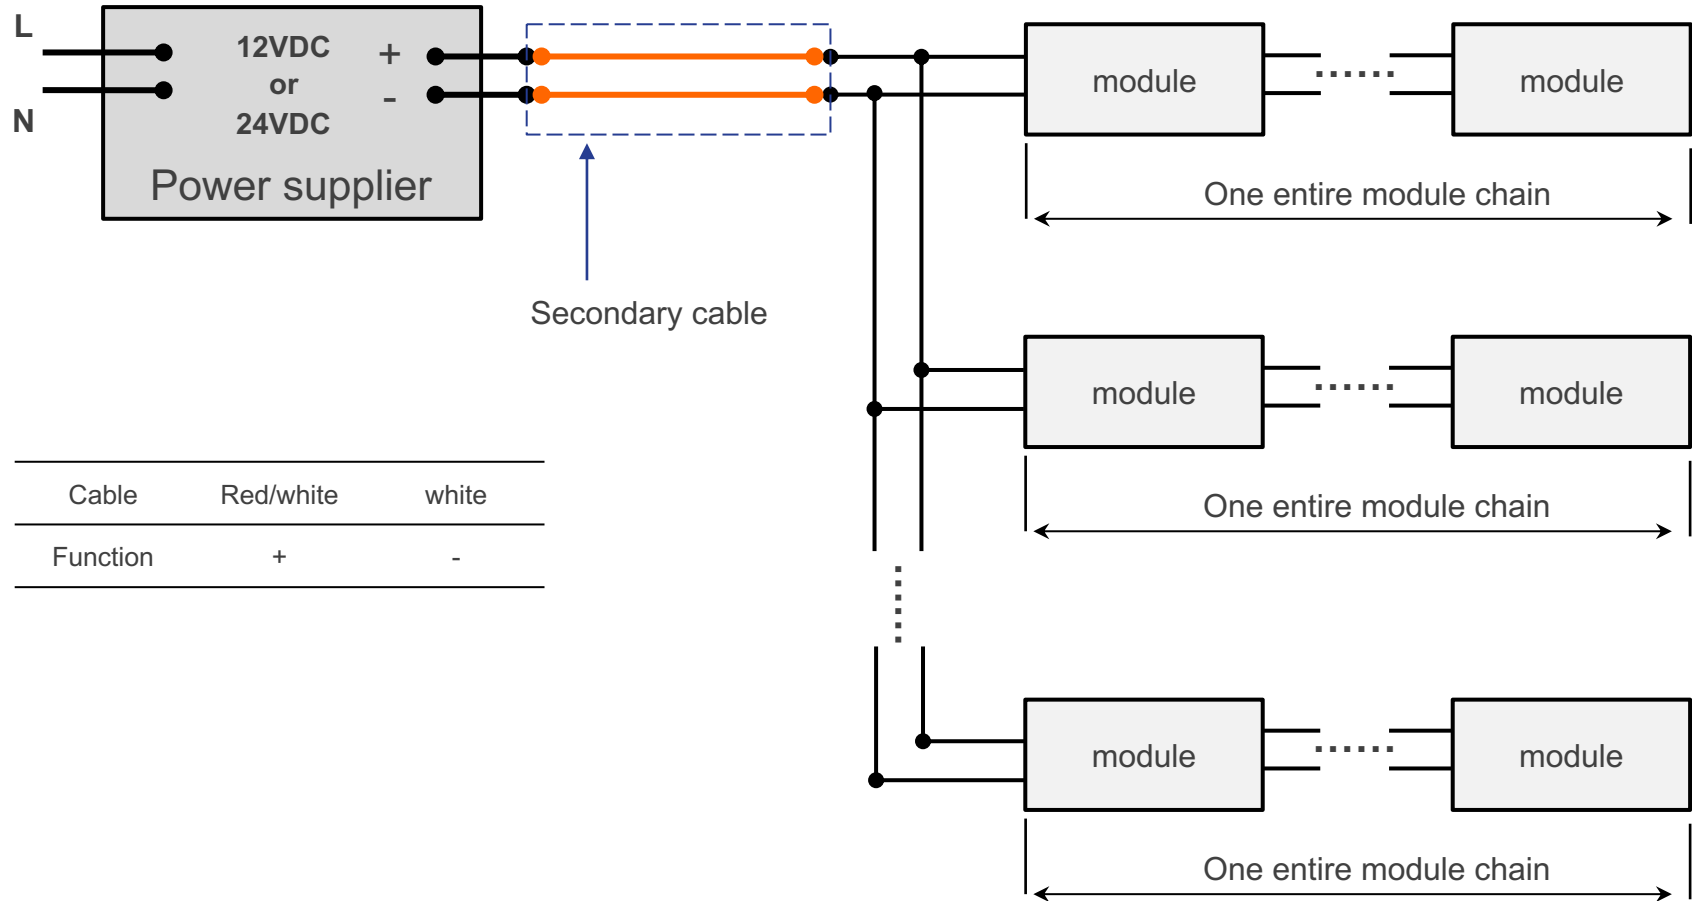 L
N
12VDC
or
24VDC
+
-
Power supplier
Secondary cable
module
module
One entire module chain
module
module
One entire module chain
Cable Red/white white
Function + -
module
module
One entire module chain